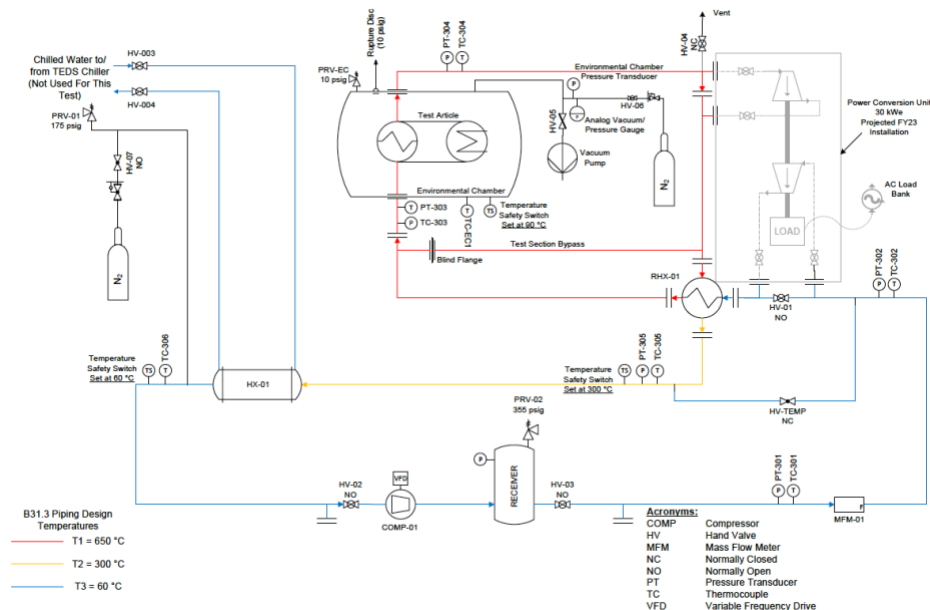 Rupture Disc
(10 psig)
PT-304
TC-304
HV-04
NC
Vent
HV-003
Chilled Water to/
from TEDS Chiller
(Not Used For This
Test)
HV-004
PRV-EC
10 psig
P
T
Environmental Chamber
Pressure Transducer
P
HV-06
Analog Vacuum/
Pressure Gauge
HV-05
Power Conversion Unit
30 kWe
Projected FY23
Installation
PRV-01
175 psig
HV-07
NO
Test Article
Vacuum
Pump
N2
AC Load
Bank
LOAD
N2
Environmental Chamber
T
PT-303
P
TC-303
T
TS
TC-EC1
Temperature
Safety Switch
Set at 90 °C
Test Section Bypass
Blind Flange
RHX-01
HV-01
NO
PT-302
TC-302
P
T
Temperature
Safety Switch
Set at 60 °C
TS
T
TC-306
HX-01
Temperature
Safety Switch
Set at 300 °C
TS
P
T
PT-305
TC-305
HV-TEMP
NC
PRV-02
355 psig
P
RECEIVER
HV-02
NO
VFD
COMP-01
HV-03
NO
PT-301
TC-301
P
T
F
MFM-01
B31.3 Piping Design
Temperatures
T1 = 650 °C
T2 = 300 °C
T3 = 60 °C
Acronyms:
COMP Compressor
HV Hand Valve
MFM Mass Flow Meter
NC Normally Closed
NO Normally Open
PT Pressure Transducer
TC Thermocouple
VFD Variable Frequency Drive